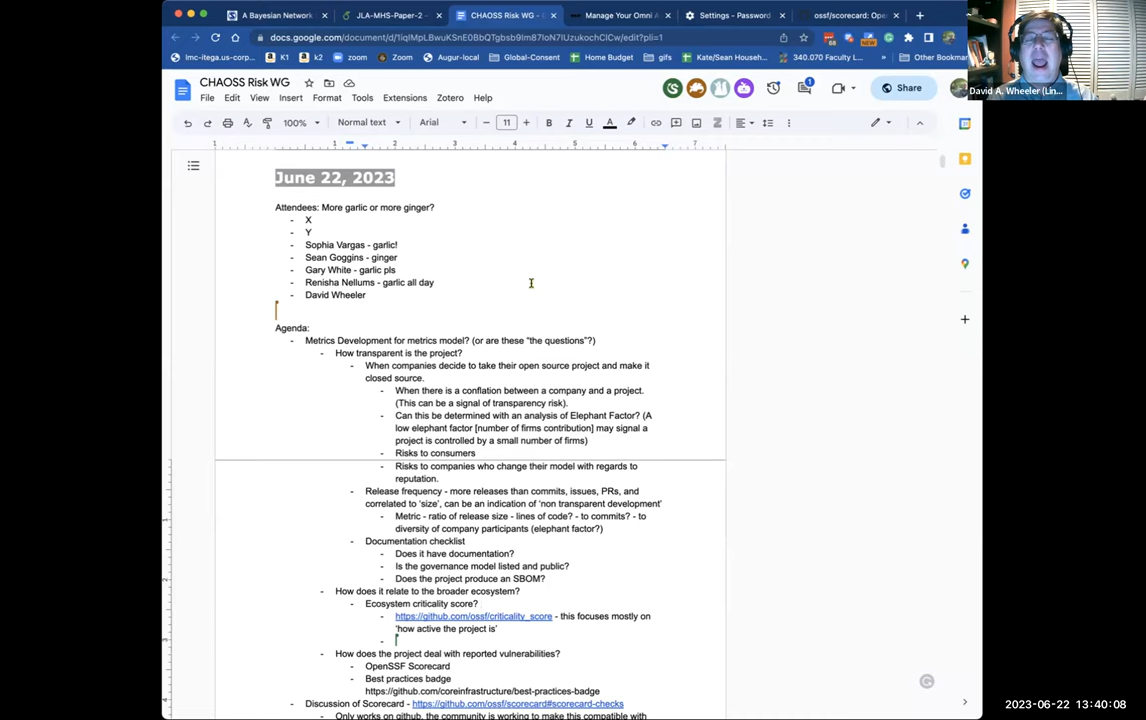 A Bayesian Network
JLA-MHS-Paper-2 -
CHAOSS Risk WG - G
Manage Your Omni A
Settings - Password
ossf/scorecard: Ope
docs.google.com/document/d/1iqIMpLBwuKSnE0BbQTgbsb9lm87IoN7IUzukochClCw/edit?pli=1
lmc-itega.us-corp...
K1
k2
zoom
Zoom
Augur-local
Global-Consent
gifs
Home Budget
Kate/Sean Househ...
340.070 Faculty L...
Other Bookmar
David A. Wheeler (Lin...
CHAOSS Risk WG
File Edit View Insert Format Tools Extensions Zotero Help
Share
100% Normal text Arial 11
June 22, 2023
Attendees: More garlic or more ginger?
- X
- Y
- Sophia Vargas - garlic!
- Sean Goggins - ginger
- Gary White - garlic pls
- Renisha Nellums - garlic all day
- David Wheeler
Agenda:
- Metrics Development for metrics model? (or are these “the questions”?)
- How transparent is the project?
- When companies decide to take their open source project and make it
closed source.
- When there is a conflation between a company and a project.
(This can be a signal of transparency risk).
- Can this be determined with an analysis of Elephant Factor? (A
low elephant factor [number of firms contribution] may signal a
project is controlled by a small number of firms)
- Risks to consumers
- Risks to companies who change their model with regards to
reputation.
- Release frequency - more releases than commits, issues, PRs, and
correlated to ‘size’, can be an indication of ‘non transparent development’
- Metric - ratio of release size - lines of code? - to commits? - to
diversity of company participants (elephant factor?)
- Documentation checklist
- Does it have documentation?
- Is the governance model listed and public?
- Does the project produce an SBOM?
- How does it relate to the broader ecosystem?
- Ecosystem criticality score?
- https://github.com/ossf/criticality_score - this focuses mostly on
‘how active the project is’
-
- How does the project deal with reported vulnerabilities?
- OpenSSF Scorecard
- Best practices badge
https://github.com/coreinfrastructure/best-practices-badge
- Discussion of Scorecard - https://github.com/ossf/scorecard#scorecard-checks
- Only works on github, the community is working to make this compatible with
2023-06-22 13:40:08